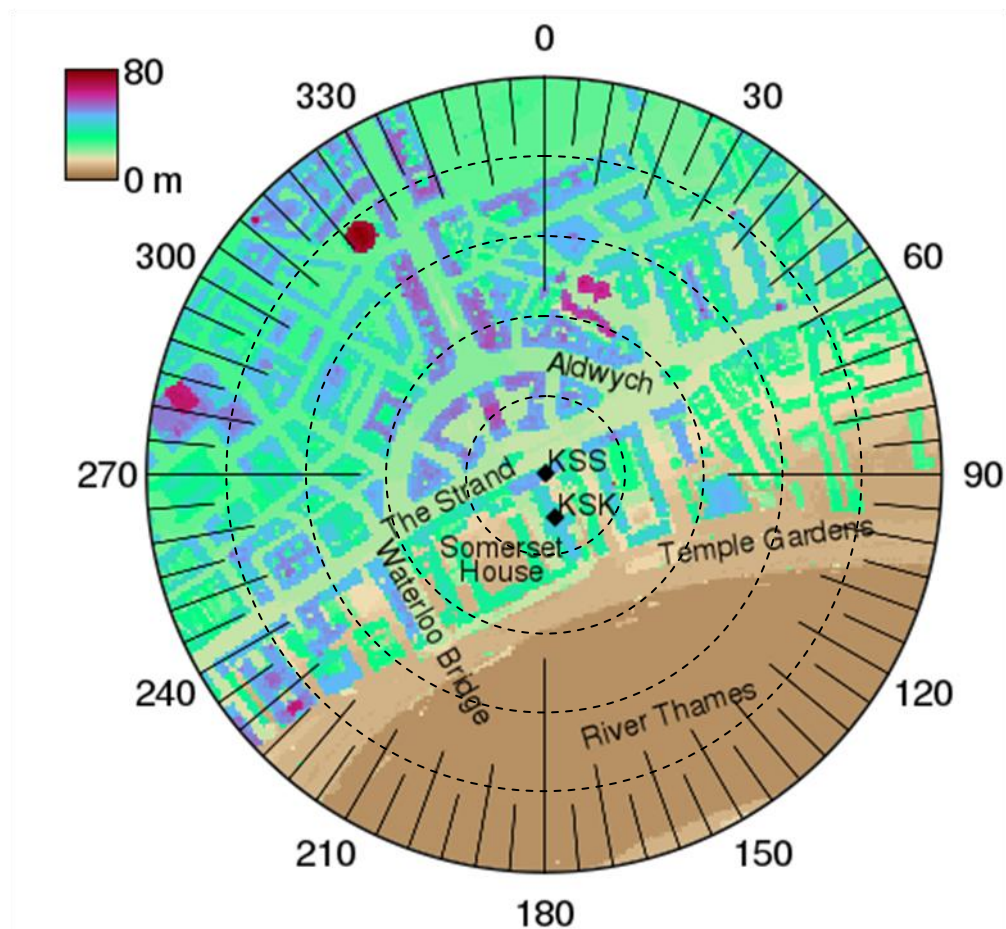 0
80
330
30
0 m
300
60
Aldwych
KSS
270
90
The Strand
KSK
Somerset
House
Temple Gardens
Waterloo Bridge
240
120
River Thames
210
150
180